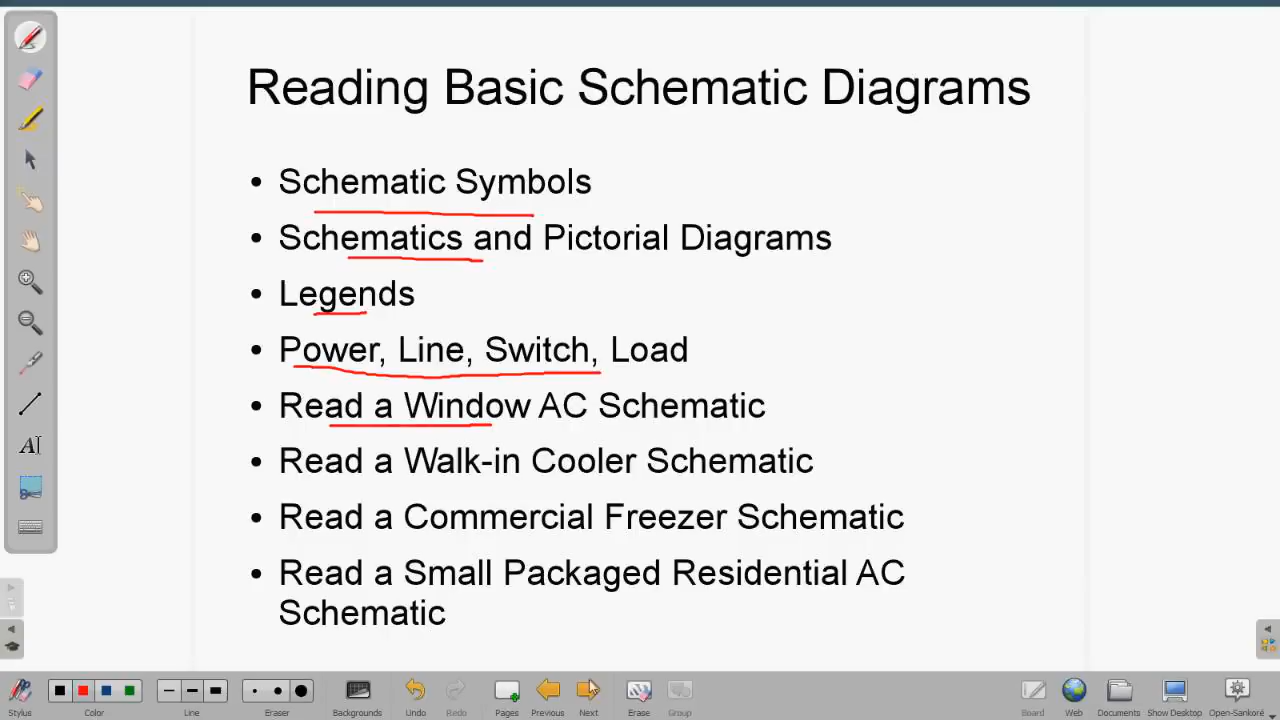 Reading Basic Schematic Diagrams
• Schematic Symbols
• Schematics and Pictorial Diagrams
• Legends
• Power, Line, Switch, Load
• Read a Window AC Schematic
• Read a Walk-in Cooler Schematic
• Read a Commercial Freezer Schematic
• Read a Small Packaged Residential AC
Schematic
A
Stylus Color Line Eraser Backgrounds Undo Redo Pages Previous Next Erase Group Board Web Documents Show Desktop Open-Sankoré